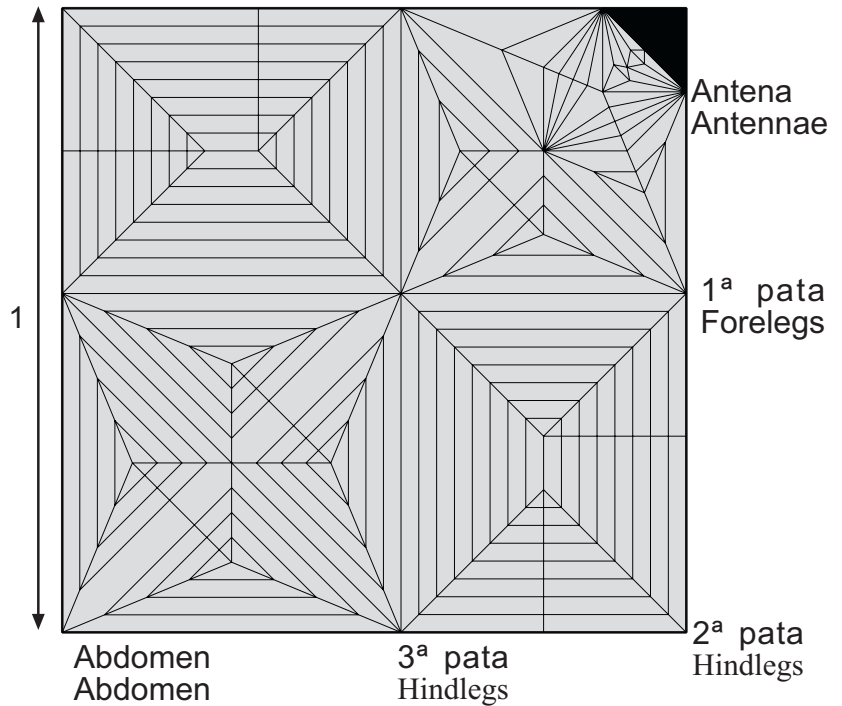 Antena
Antennae
1ª pata
Forelegs
1
2ª pata
Hindlegs
Abdomen
Abdomen
3ª pata
Hindlegs